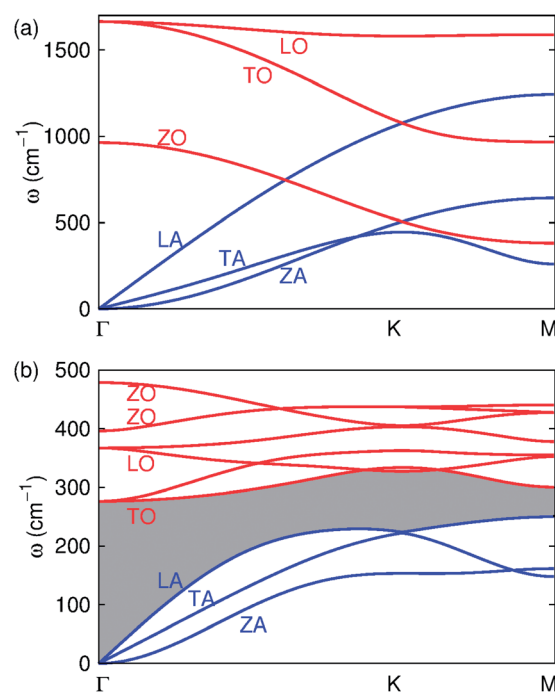 (a)
1500
1000
500
0
ω (cm⁻¹)
LO
TO
ZO
LA
TA
ZA
Γ K M
(b)
500
400
300
200
100
0
ω (cm⁻¹)
ZO
ZO
LO
TO
LA
TA
ZA
Γ K M